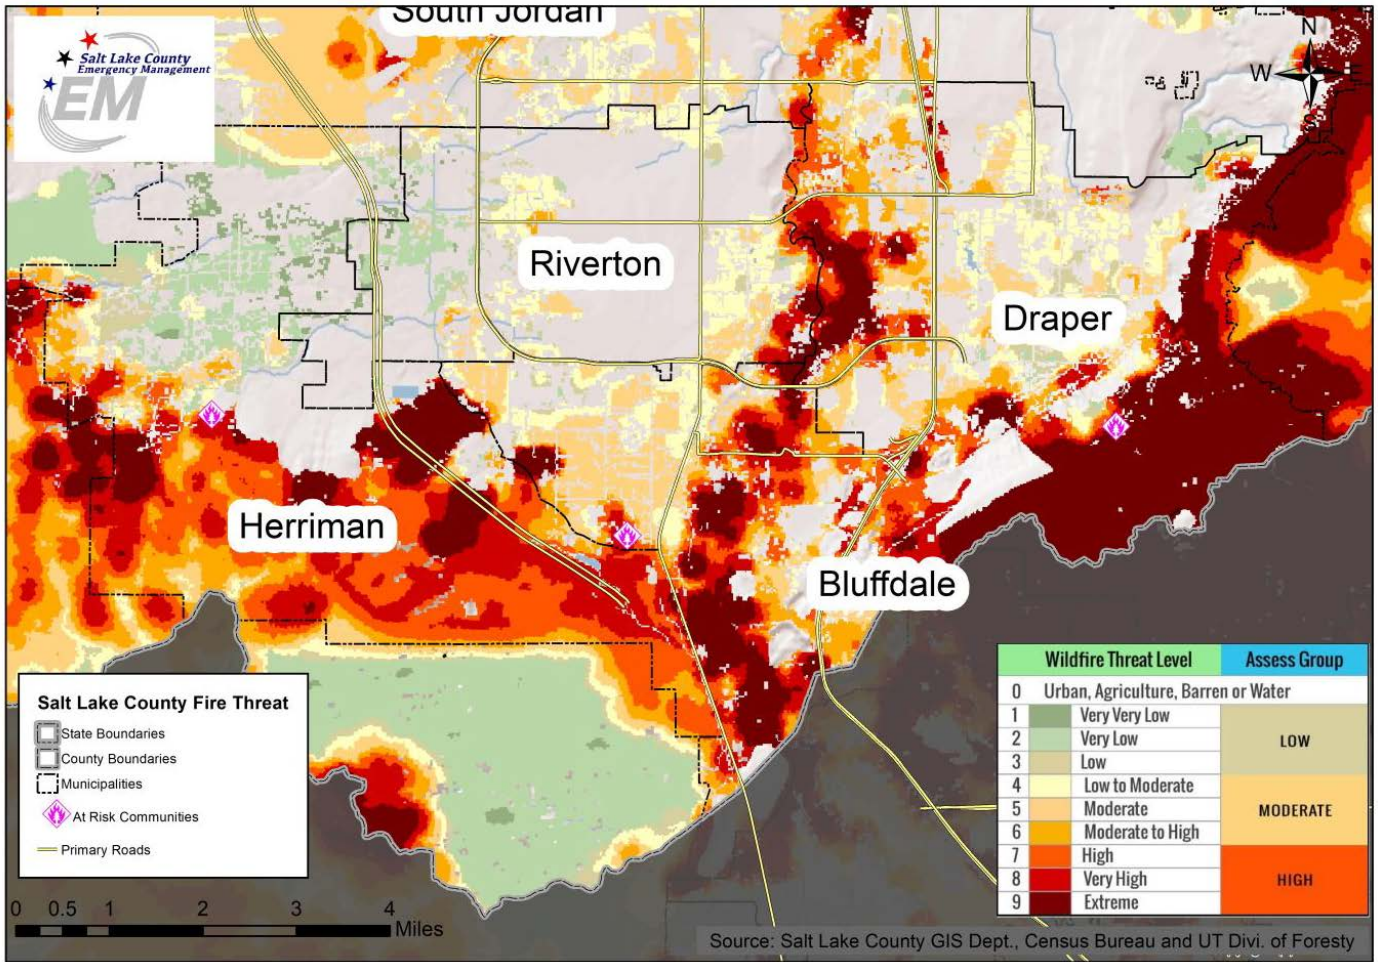 South Jordan
Salt Lake County
Emergency Management
EM
N
W
E
S
Riverton
Draper
Herriman
Bluffdale
Salt Lake County Fire Threat
State Boundaries
County Boundaries
Municipalities
At Risk Communities
Primary Roads
Wildfire Threat Level Assess Group
0 Urban, Agriculture, Barren or Water
1 Very Very Low
2 Very Low LOW
3 Low
4 Low to Moderate
5 Moderate MODERATE
6 Moderate to High
7 High
8 Very High HIGH
9 Extreme
0 0.5 1 2 3 4
Miles
Source: Salt Lake County GIS Dept., Census Bureau and UT Divi. of Foresty